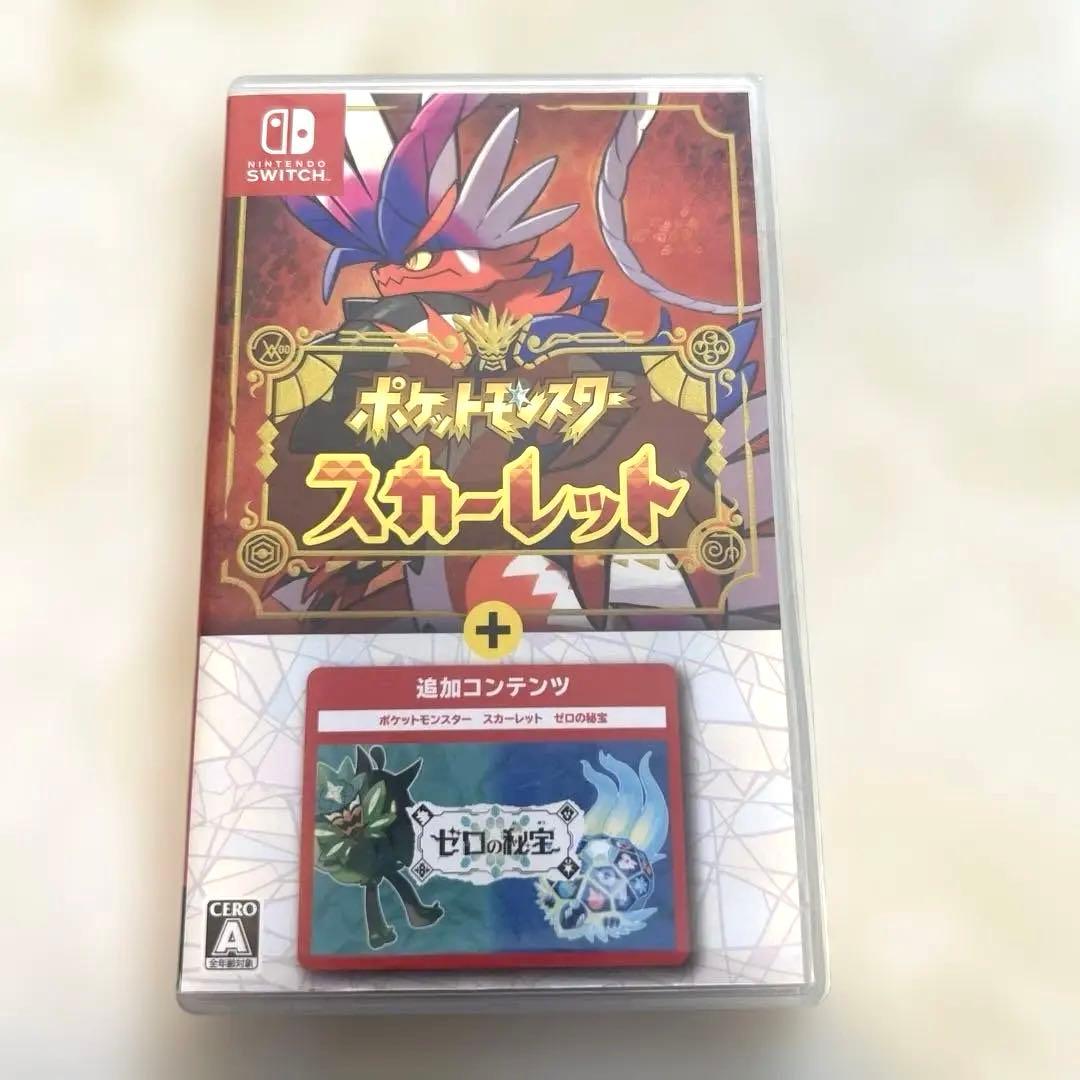 NINTENDO
SWITCH™
ポケットモンスター
スカーレット
+
追加コンテンツ
ポケットモンスター スカーレット ゼロの秘宝
ゼロの秘宝
CERO
A
全年齢対象